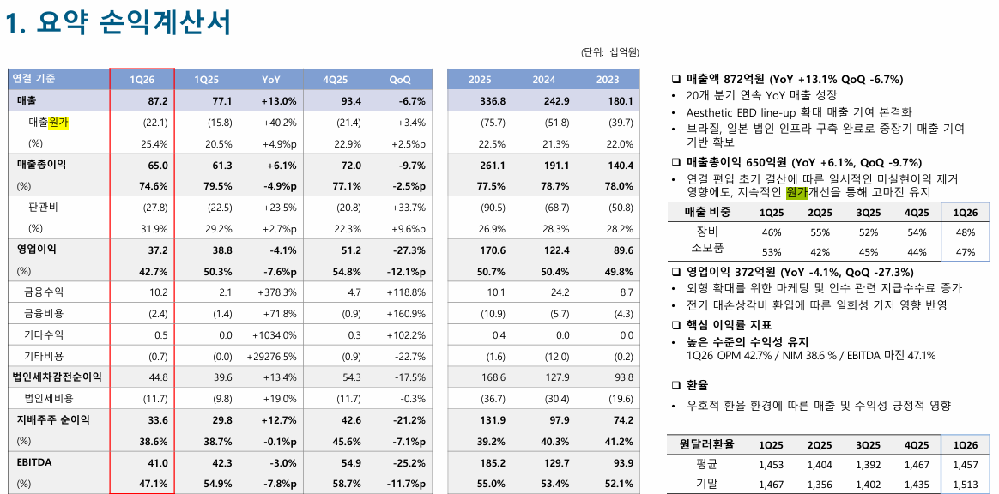 1. 요약 손익계산서
(단위: 십억원)
연결 기준 1Q26 1Q25 YoY 4Q25 QoQ 2025 2024 2023
매출 87.2 77.1 +13.0% 93.4 -6.7% 336.8 242.9 180.1
매출원가 (22.1) (15.8) +40.2% (21.4) +3.4% (75.7) (51.8) (39.7)
(%) 25.4% 20.5% +4.9%p 22.9% +2.5%p 22.5% 21.3% 22.0%
매출총이익 65.0 61.3 +6.1% 72.0 -9.7% 261.1 191.1 140.4
(%) 74.6% 79.5% -4.9%p 77.1% -2.5%p 77.5% 78.7% 78.0%
판관비 (27.8) (22.5) +23.5% (20.8) +33.7% (90.5) (68.7) (50.8)
(%) 31.9% 29.2% +2.7%p 22.3% +9.6%p 26.9% 28.3% 28.2%
영업이익 37.2 38.8 -4.1% 51.2 -27.3% 170.6 122.4 89.6
(%) 42.7% 50.3% -7.6%p 54.8% -12.1%p 50.7% 50.4% 49.8%
금융수익 10.2 2.1 +378.3% 4.7 +118.8% 10.1 24.2 8.7
금융비용 (2.4) (1.4) +71.8% (0.9) +160.9% (10.9) (5.7) (4.3)
기타수익 0.5 0.0 +1034.0% 0.3 +102.2% 0.4 0.0 0.0
기타비용 (0.7) (0.0) +29276.5% (0.9) -22.7% (1.6) (12.0) (0.2)
법인세차감전순이익 44.8 39.6 +13.4% 54.3 -17.5% 168.6 127.9 93.8
법인세비용 (11.7) (9.8) +19.0% (11.7) -0.3% (36.7) (30.4) (19.6)
지배주주 순이익 33.6 29.8 +12.7% 42.6 -21.2% 131.9 97.9 74.2
(%) 38.6% 38.7% -0.1%p 45.6% -7.1%p 39.2% 40.3% 41.2%
EBITDA 41.0 42.3 -3.0% 54.9 -25.2% 185.2 129.7 93.9
(%) 47.1% 54.9% -7.8%p 58.7% -11.7%p 55.0% 53.4% 52.1%
❑ 매출액 872억원 (YoY +13.1% QoQ -6.7%)
• 20개 분기 연속 YoY 매출 성장
• Aesthetic EBD line-up 확대 매출 기여 본격화
• 브라질, 일본 법인 인프라 구축 완료로 중장기 매출 기여
기반 확보
❑ 매출총이익 650억원 (YoY +6.1%, QoQ -9.7%)
• 연결 편입 초기 결산에 따른 일시적인 미실현이익 제거
영향에도, 지속적인 원가개선을 통해 고마진 유지
매출 비중 1Q25 2Q25 3Q25 4Q25 1Q26
장비 46% 55% 52% 54% 48%
소모품 53% 42% 45% 44% 47%
❑ 영업이익 372억원 (YoY -4.1%, QoQ -27.3%)
• 외형 확대를 위한 마케팅 및 인수 관련 지급수수료 증가
• 전기 대손상각비 환입에 따른 일회성 기저 영향 반영
❑ 핵심 이익률 지표
• 높은 수준의 수익성 유지
1Q26 OPM 42.7% / NIM 38.6 % / EBITDA 마진 47.1%
❑ 환율
• 우호적 환율 환경에 따른 매출 및 수익성 긍정적 영향
원달러환율 1Q25 2Q25 3Q25 4Q25 1Q26
평균 1,453 1,404 1,392 1,467 1,457
기말 1,467 1,356 1,402 1,435 1,513